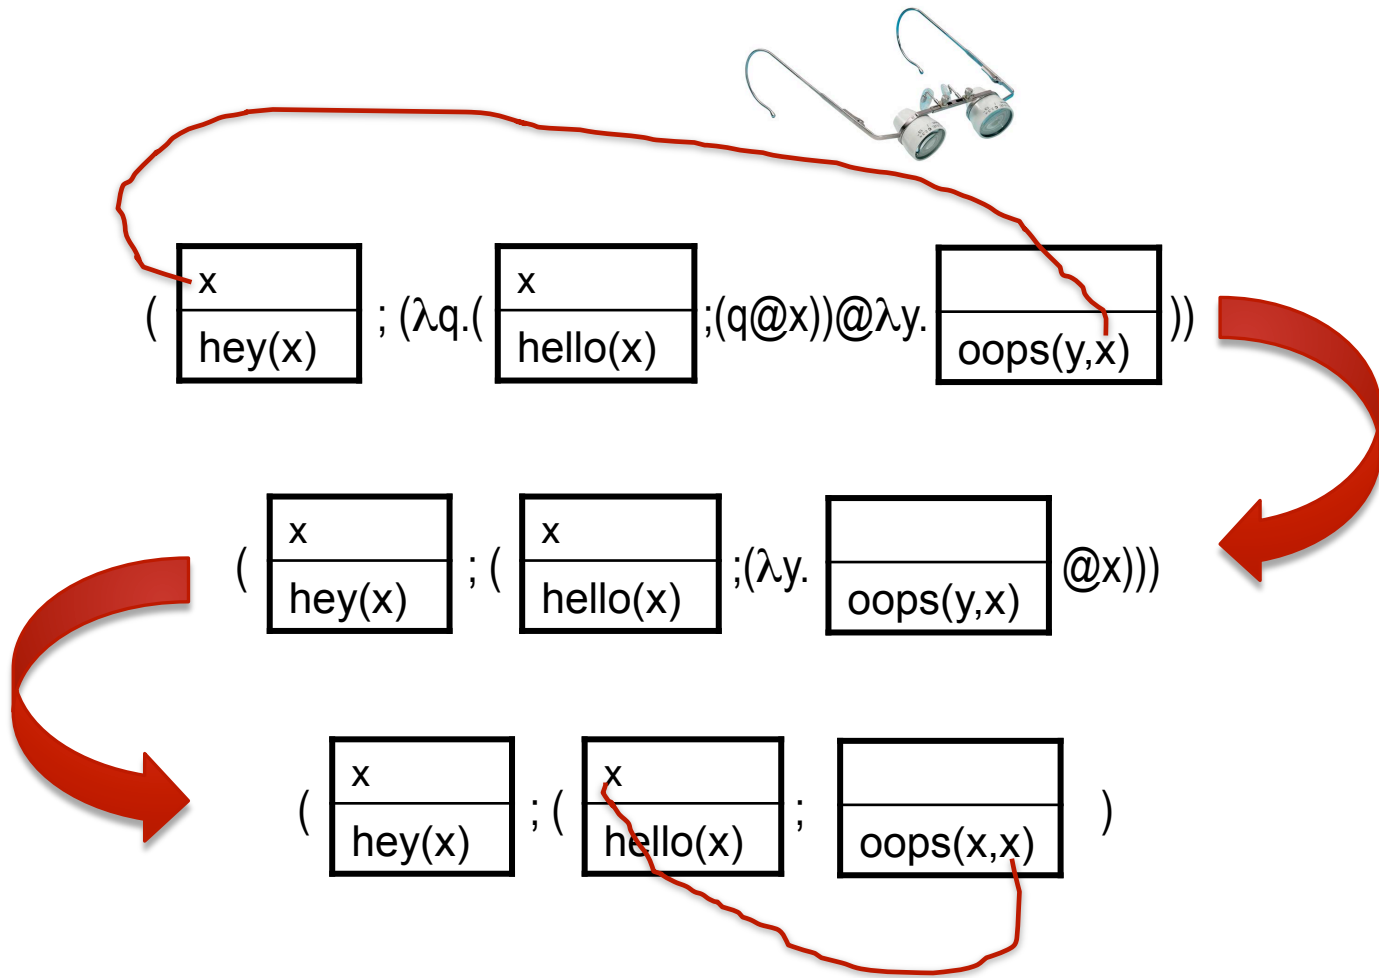 ( x ; (λq.( x ;(q@x))@λy. ))
hey(x) hello(x) oops(y,x)
( x ; ( x ;(λy. @x)))
hey(x) hello(x) oops(y,x)
( x ; ( x ; )
hey(x) hello(x) oops(x,x)